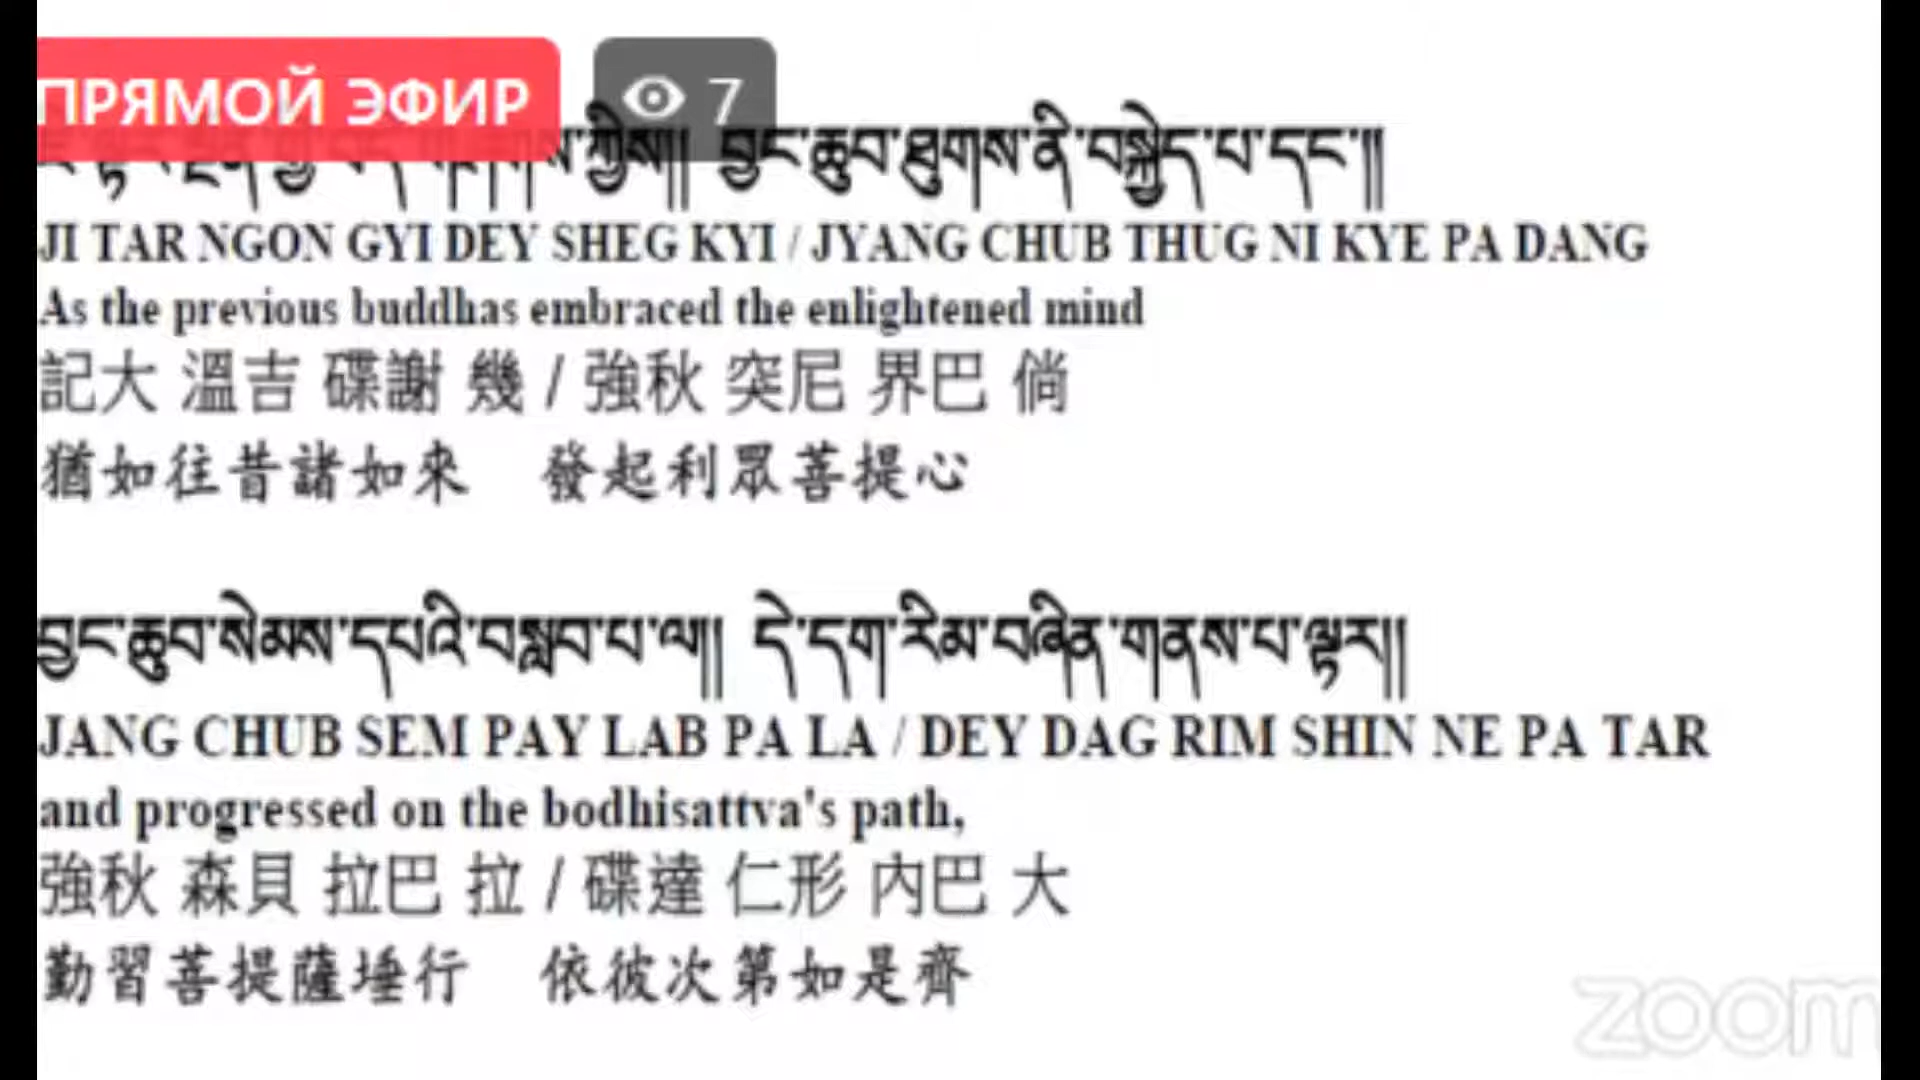 ПРЯМОЙ ЭФИР 7
ཀྱིས།། བྱང་ཆུབ་ཐུགས་ནི་བསྐྱེད་པ་དང་།།
JI TAR NGON GYI DEY SHEG KYI / JYANG CHUB THUG NI KYE PA DANG
As the previous buddhas embraced the enlightened mind
記大 溫吉 碟謝 幾 / 強秋 突尼 界巴 倘
猶如往昔諸如來 發起利眾菩提心
བྱང་ཆུབ་སེམས་དཔའི་བསླབ་པ་ལ།། དེ་དག་རིམ་བཞིན་གནས་པ་ལྟར།།
JANG CHUB SEM PAY LAB PA LA / DEY DAG RIM SHIN NE PA TAR
and progressed on the bodhisattva's path,
強秋 森貝 拉巴 拉 / 碟達 仁形 內巴 大
勤習菩提薩埵行 依彼次第如是齊
zoom